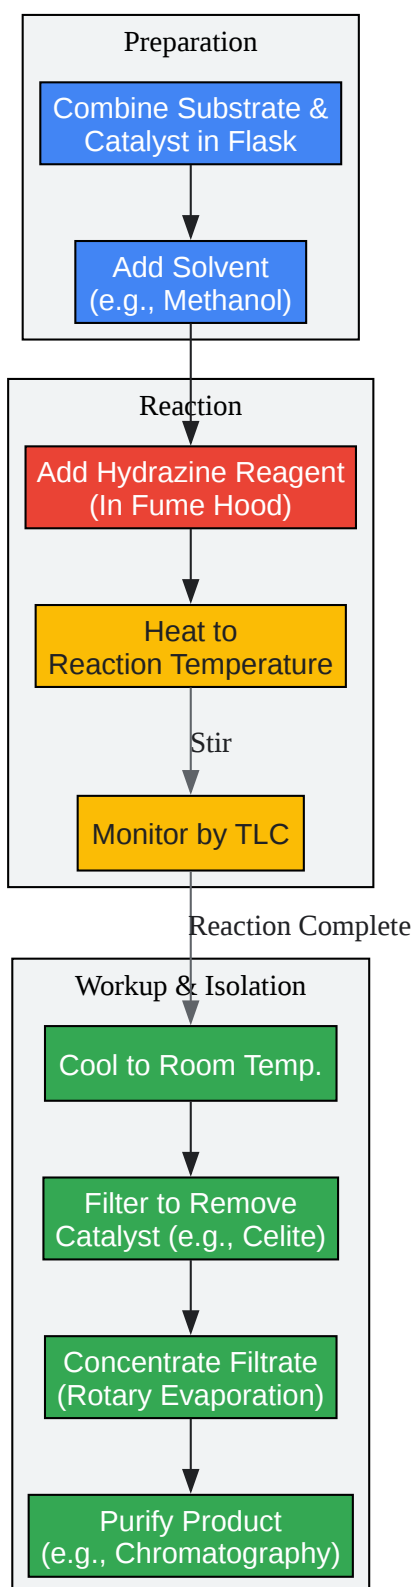 Preparation
Combine Substrate &
Catalyst in Flask
Add Solvent
(e.g., Methanol)
Reaction
Add Hydrazine Reagent
(In Fume Hood)
Heat to
Reaction Temperature
Stir
Monitor by TLC
Reaction Complete
Workup & Isolation
Cool to Room Temp.
Filter to Remove
Catalyst (e.g., Celite)
Concentrate Filtrate
(Rotary Evaporation)
Purify Product
(e.g., Chromatography)